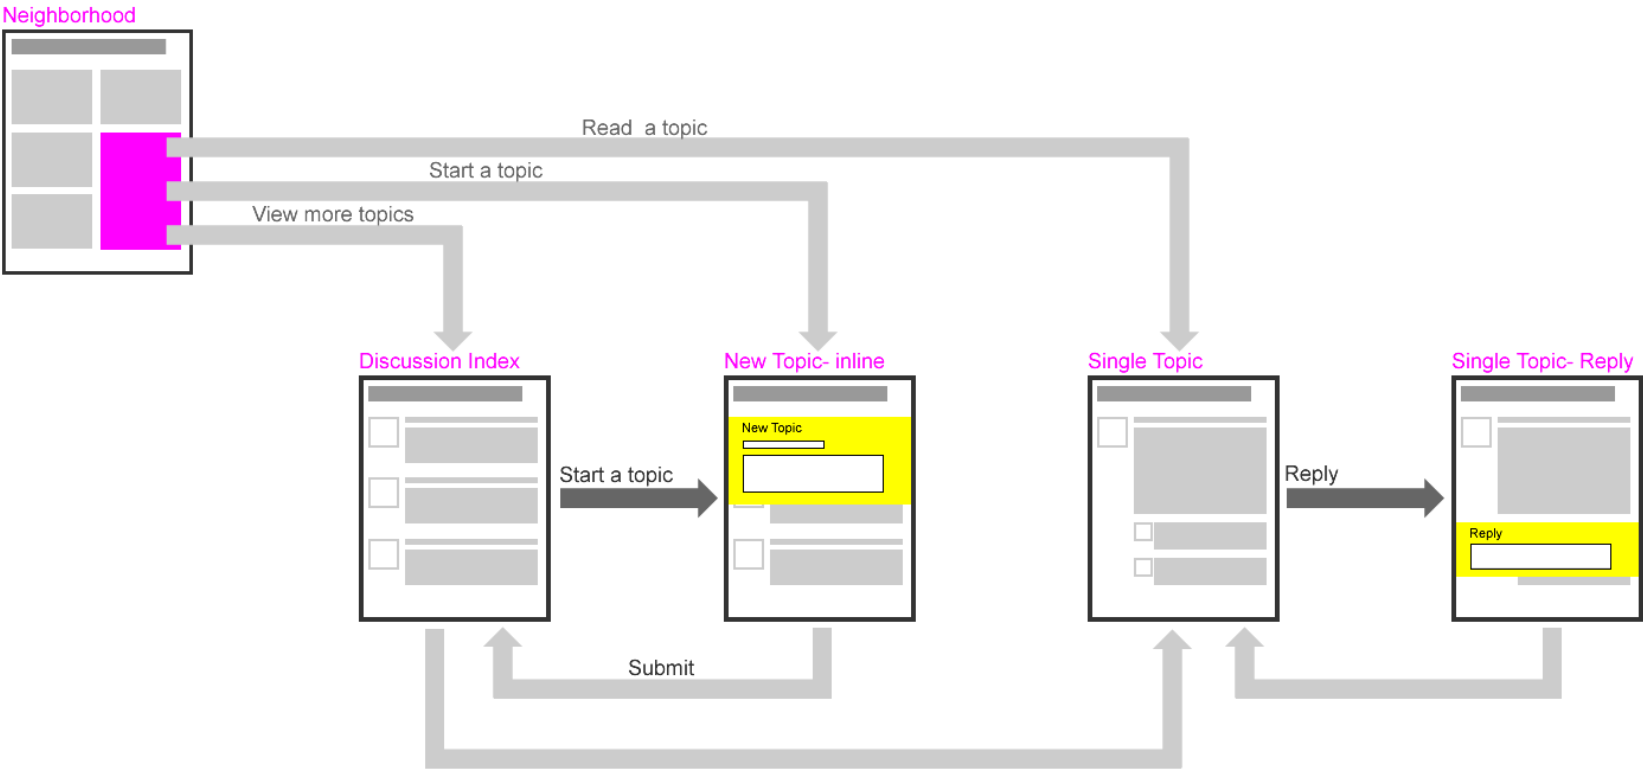 Neighborhood
Read a topic
Start a topic
View more topics
Discussion Index
New Topic- inline
Single Topic
Single Topic- Reply
New Topic
Start a topic
Reply
Reply
Submit